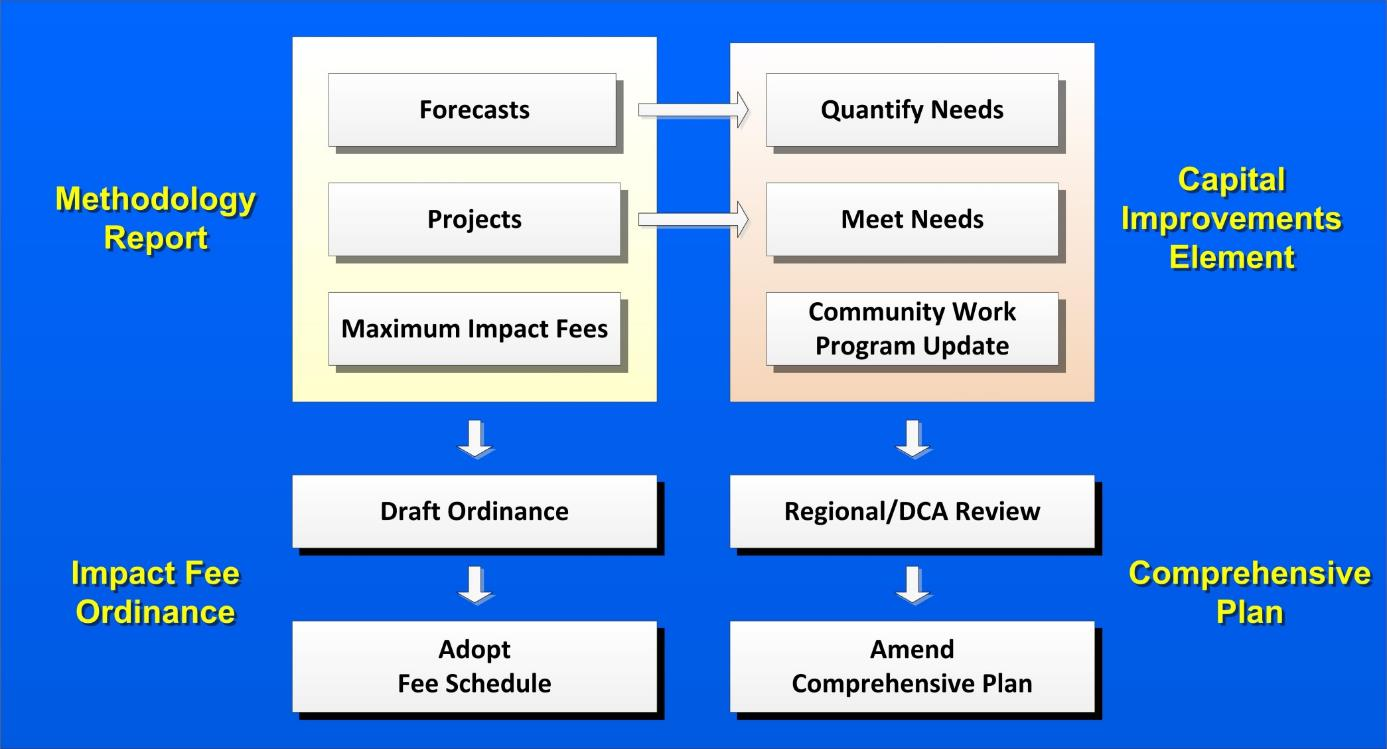 Methodology
Report
Forecasts
Projects
Maximum Impact Fees
Quantify Needs
Meet Needs
Community Work
Program Update
Capital
Improvements
Element
Impact Fee
Ordinance
Draft Ordinance
Adopt
Fee Schedule
Regional/DCA Review
Amend
Comprehensive Plan
Comprehensive
Plan